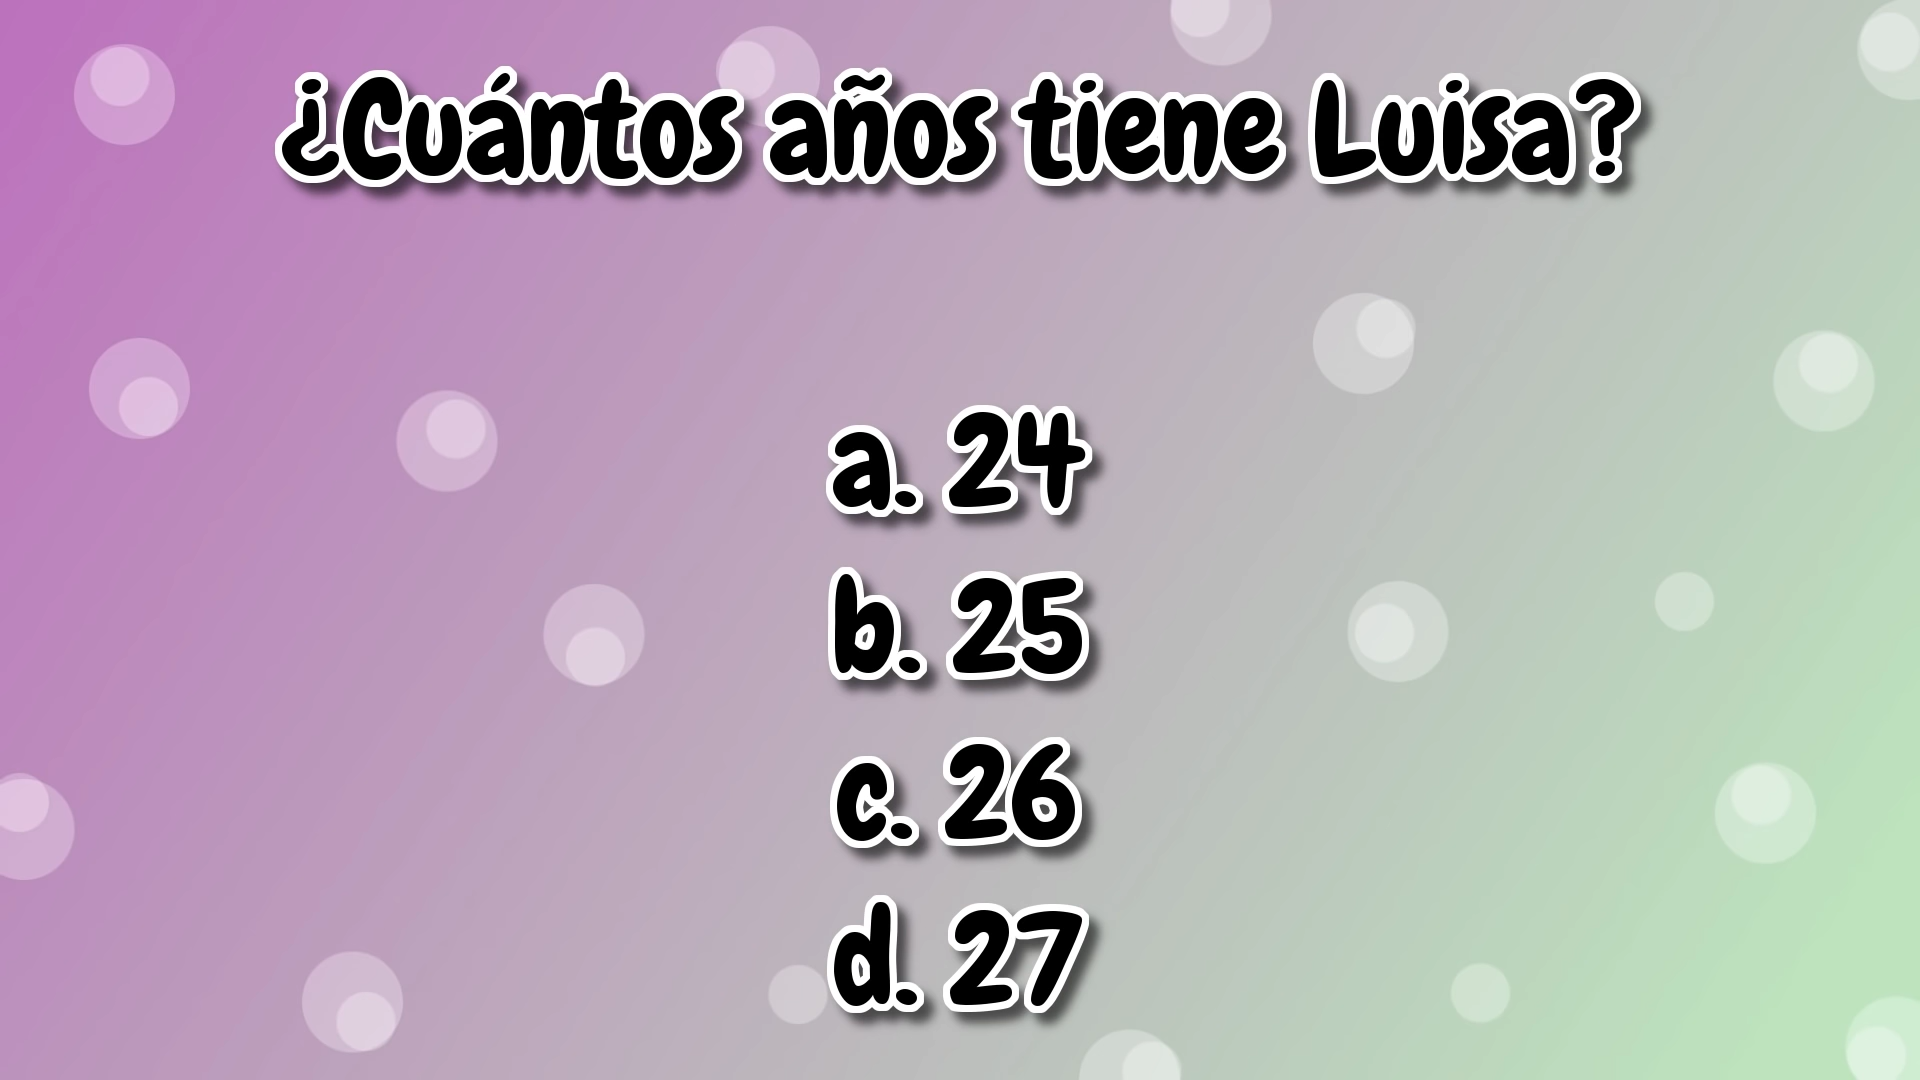 ¿Cuántos años tiene Luisa?
a. 24
b. 25
c. 26
d. 27